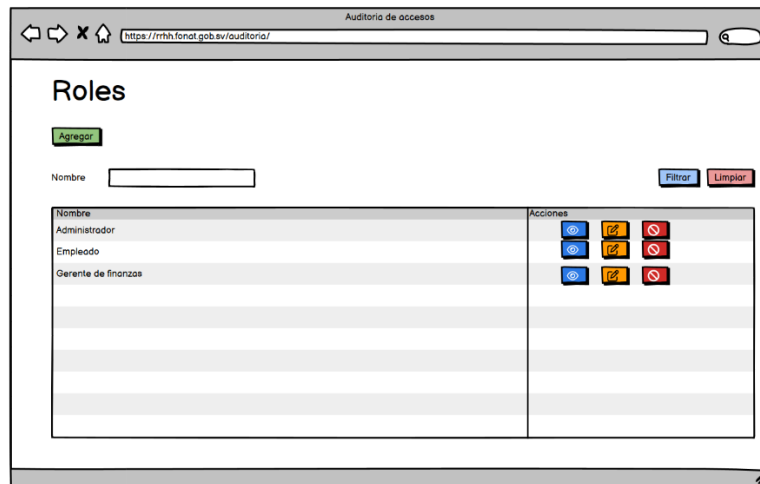 Auditoria de accesos
https://rrhh.fonat.gob.sv/auditoria/
Roles
Agregar
Nombre
Filtrar
Limpiar
Nombre
Acciones
Administrador
Empleado
Gerente de finanzas